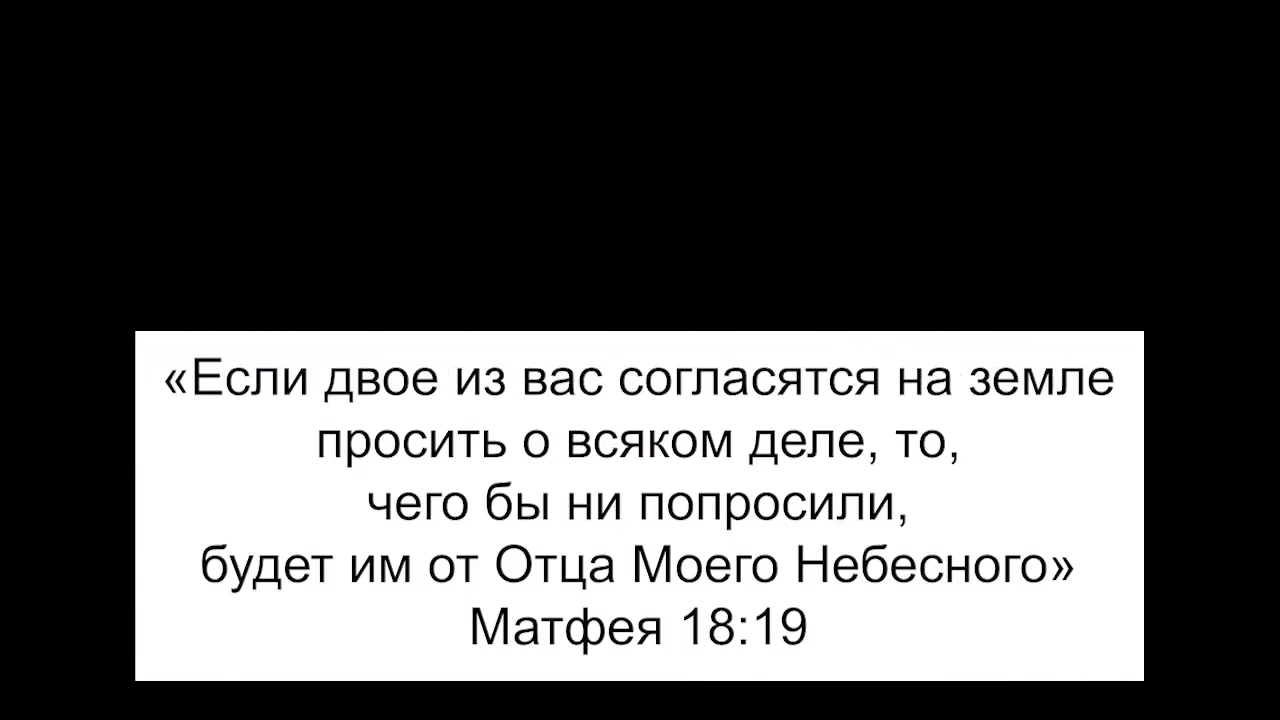 «Если двое из вас согласятся на земле
просить о всяком деле, то,
чего бы ни попросили,
будет им от Отца Моего Небесного»
Матфея 18:19